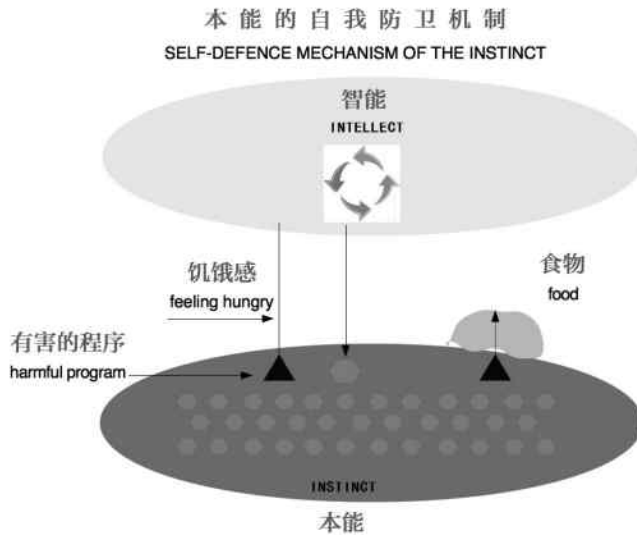 本能的自我防卫机制
SELF-DEFENCE MECHANISM OF THE INSTINCT
智能
INTELLECT
饥饿感
feeling hungry
食物
food
有害的程序
harmful program
INSTINCT
本能